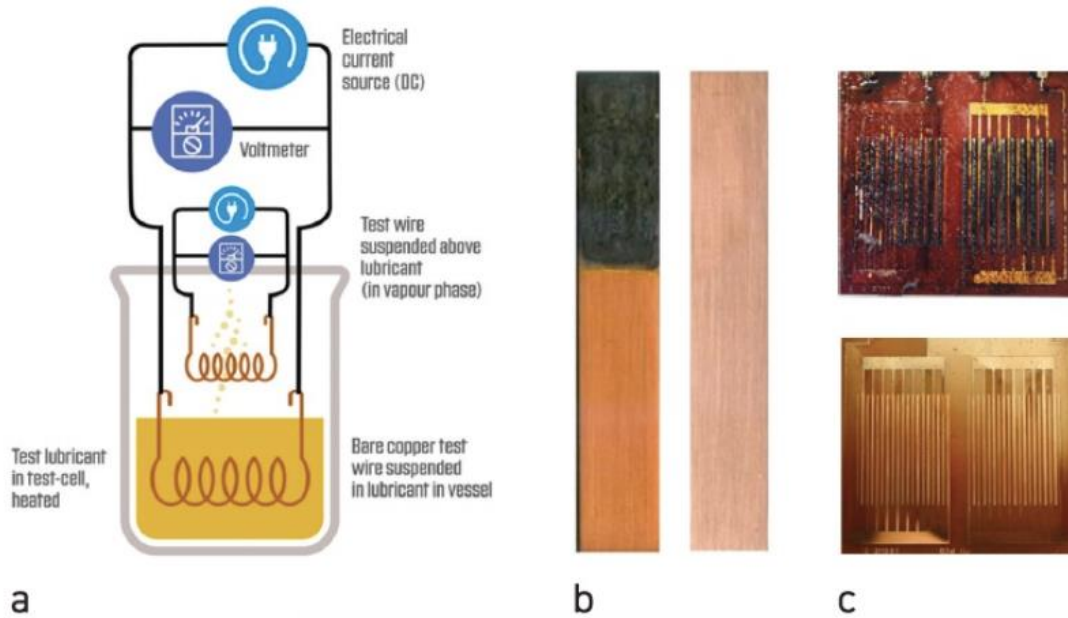 Electrical
current
source (DC)
Voltmeter
Test wire
suspended above
lubricant
(in vapour phase)
Test lubricant
in test-cell,
heated
Bare copper test
wire suspended
in lubricant in vessel
a
b
c